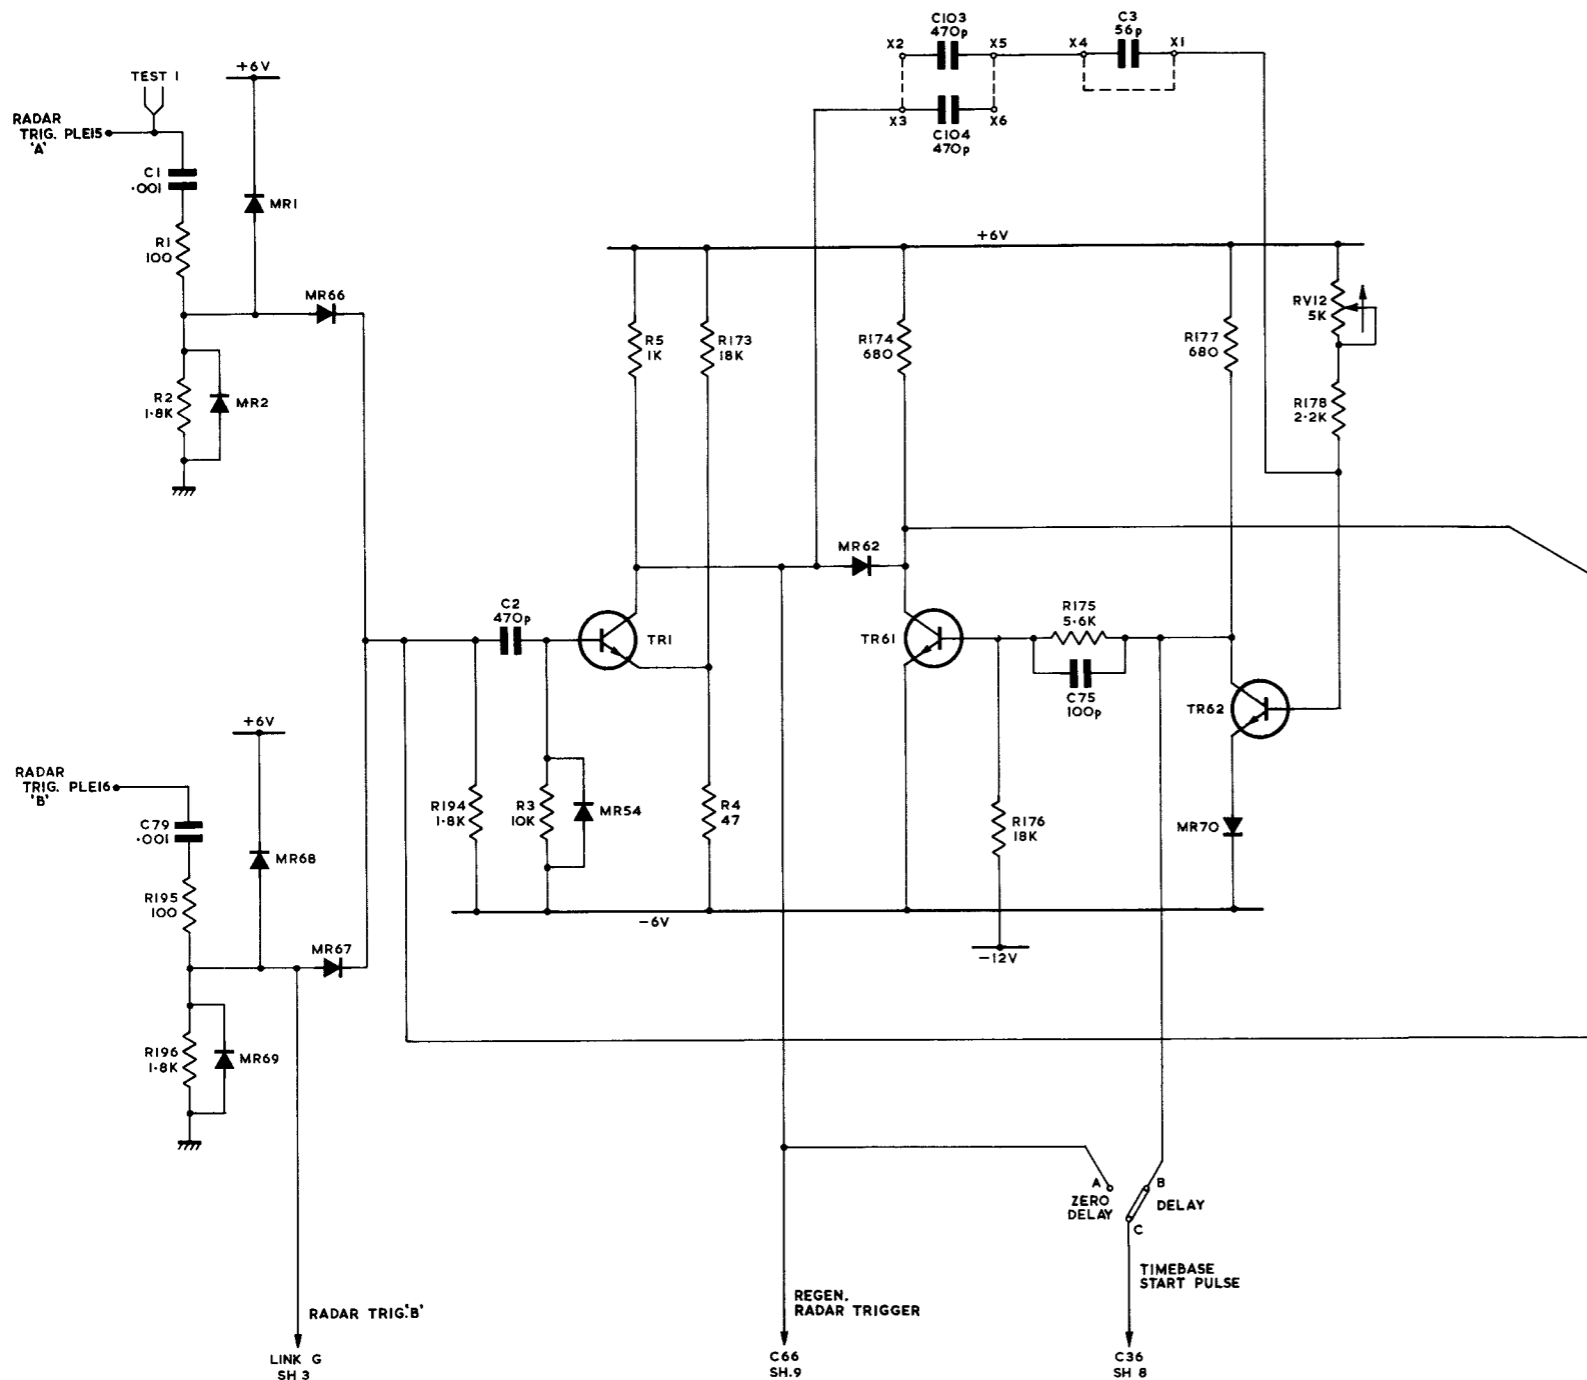 C103
470p
C3
56p
X2
X5
X4
X1
X3
X6
C104
470p
TEST 1
+6V
RADAR
TRIG. PLE15
'A'
C1
·001
MR1
R1
100
MR66
R2
1·8K
MR2
+6V
R5
1K
R173
18K
R174
680
R177
680
RV12
5K
R178
2·2K
MR62
C2
470p
TR1
TR61
R175
5·6K
C75
100p
TR62
+6V
RADAR
TRIG. PLE16
'B'
C79
·001
MR68
R194
1·8K
R3
10K
MR54
R4
47
R176
18K
MR70
R195
100
-6V
MR67
-12V
R196
1·8K
MR69
A
B
ZERO
DELAY
DELAY
C
TIMEBASE
START PULSE
RADAR TRIG.'B'
REGEN.
RADAR TRIGGER
LINK G
SH 3
C66
SH.9
C36
SH 8